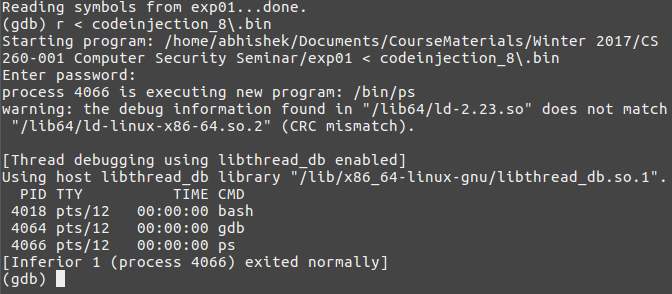 Reading symbols from exp01...done.
(gdb) r < codeinjection_8\.bin
Starting program: /home/abhishek/Documents/CourseMaterials/Winter 2017/CS
260-001 Computer Security Seminar/exp01 < codeinjection_8\.bin
Enter password:
process 4066 is executing new program: /bin/ps
warning: the debug information found in "/lib64/ld-2.23.so" does not match
"/lib64/ld-linux-x86-64.so.2" (CRC mismatch).
[Thread debugging using libthread_db enabled]
Using host libthread_db library "/lib/x86_64-linux-gnu/libthread_db.so.1".
PID TTY TIME CMD
4018 pts/12 00:00:00 bash
4064 pts/12 00:00:00 gdb
4066 pts/12 00:00:00 ps
[Inferior 1 (process 4066) exited normally]
(gdb)